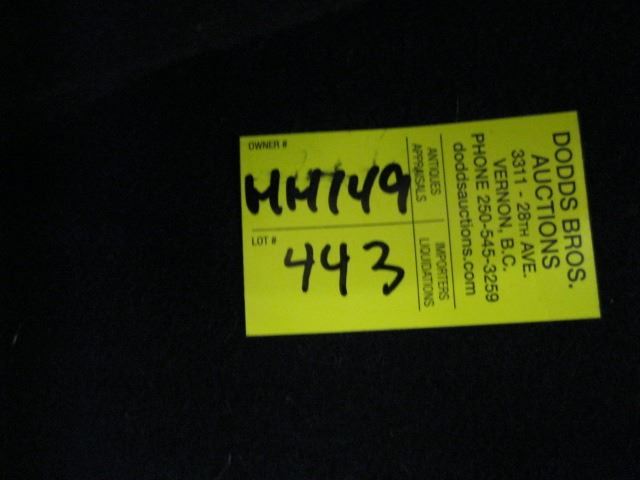 DODDS BROS.
AUCTIONS
3311 - 28TH AVE.
VERNON, B.C.
PHONE 250-545-3259
doddsauctions.com
ANTIQUES IMPORTERS
APPRAISALS LIQUIDATIONS
OWNER #
MM149
LOT #
443